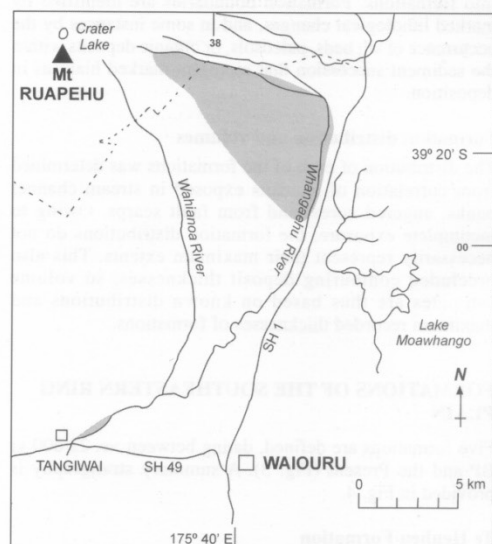 Crater
Lake
38
Mt
RUAPEHU
39º 20' S
Wahianoa River
Whangaehu River
00
Lake
Moawhango
SH 1
N
TANGIWAI
SH 49
WAIOURU
0
5 km
175º 40' E